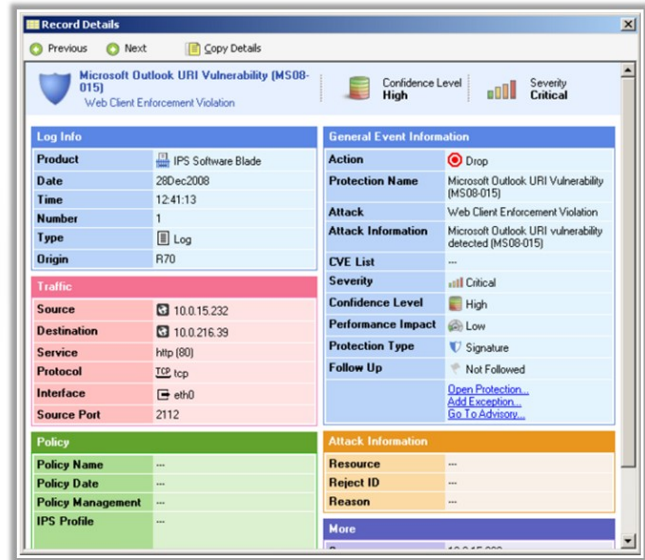 Record Details
Previous Next Copy Details
Microsoft Outlook URI Vulnerability (MS08-
015)
Web Client Enforcement Violation
Confidence Level
High
Severity
Critical
Log Info
Product IPS Software Blade
Date 28Dec2008
Time 12:41:13
Number 1
Type Log
Origin R70
Traffic
Source 10.0.15.232
Destination 10.0.216.39
Service http (80)
Protocol TCP tcp
Interface eth0
Source Port 2112
Policy
Policy Name ---
Policy Date ---
Policy Management ---
IPS Profile ---
General Event Information
Action Drop
Protection Name Microsoft Outlook URI Vulnerability
(MS08-015)
Attack Web Client Enforcement Violation
Attack Information Microsoft Outlook URI vulnerability
detected (MS08-015)
CVE List ---
Severity Critical
Confidence Level High
Performance Impact Low
Protection Type Signature
Follow Up Not Followed
Open Protection...
Add Exception...
Go To Advisory...
Attack Information
Resource ---
Reject ID ---
Reason ---
More